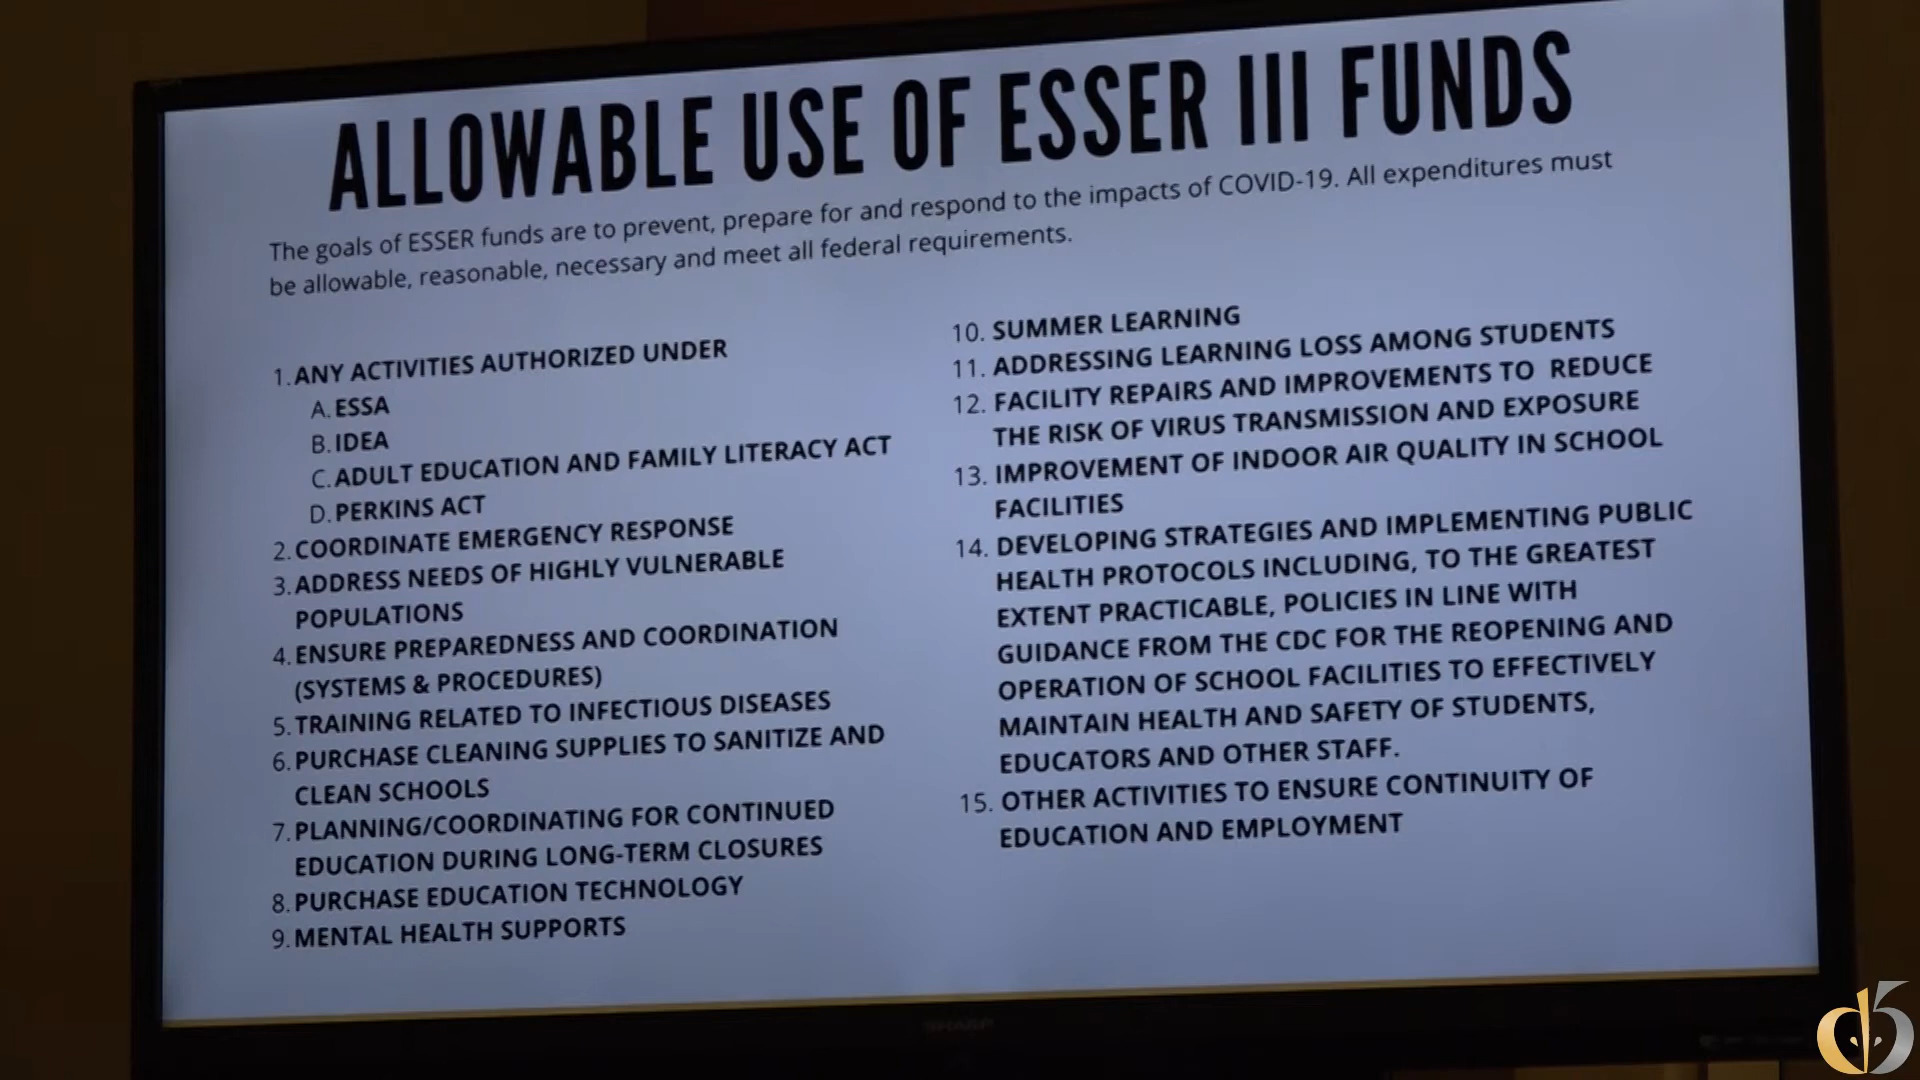 ALLOWABLE USE OF ESSER III FUNDS
The goals of ESSER funds are to prevent, prepare for and respond to the impacts of COVID-19. All expenditures must
be allowable, reasonable, necessary and meet all federal requirements.
1. ANY ACTIVITIES AUTHORIZED UNDER
A. ESSA
B. IDEA
C. ADULT EDUCATION AND FAMILY LITERACY ACT
D. PERKINS ACT
2. COORDINATE EMERGENCY RESPONSE
3. ADDRESS NEEDS OF HIGHLY VULNERABLE
POPULATIONS
4. ENSURE PREPAREDNESS AND COORDINATION
(SYSTEMS & PROCEDURES)
5. TRAINING RELATED TO INFECTIOUS DISEASES
6. PURCHASE CLEANING SUPPLIES TO SANITIZE AND
CLEAN SCHOOLS
7. PLANNING/COORDINATING FOR CONTINUED
EDUCATION DURING LONG-TERM CLOSURES
8. PURCHASE EDUCATION TECHNOLOGY
9. MENTAL HEALTH SUPPORTS
10. SUMMER LEARNING
11. ADDRESSING LEARNING LOSS AMONG STUDENTS
12. FACILITY REPAIRS AND IMPROVEMENTS TO REDUCE
THE RISK OF VIRUS TRANSMISSION AND EXPOSURE
13. IMPROVEMENT OF INDOOR AIR QUALITY IN SCHOOL
FACILITIES
14. DEVELOPING STRATEGIES AND IMPLEMENTING PUBLIC
HEALTH PROTOCOLS INCLUDING, TO THE GREATEST
EXTENT PRACTICABLE, POLICIES IN LINE WITH
GUIDANCE FROM THE CDC FOR THE REOPENING AND
OPERATION OF SCHOOL FACILITIES TO EFFECTIVELY
MAINTAIN HEALTH AND SAFETY OF STUDENTS,
EDUCATORS AND OTHER STAFF.
15. OTHER ACTIVITIES TO ENSURE CONTINUITY OF
EDUCATION AND EMPLOYMENT
SHARP
d5